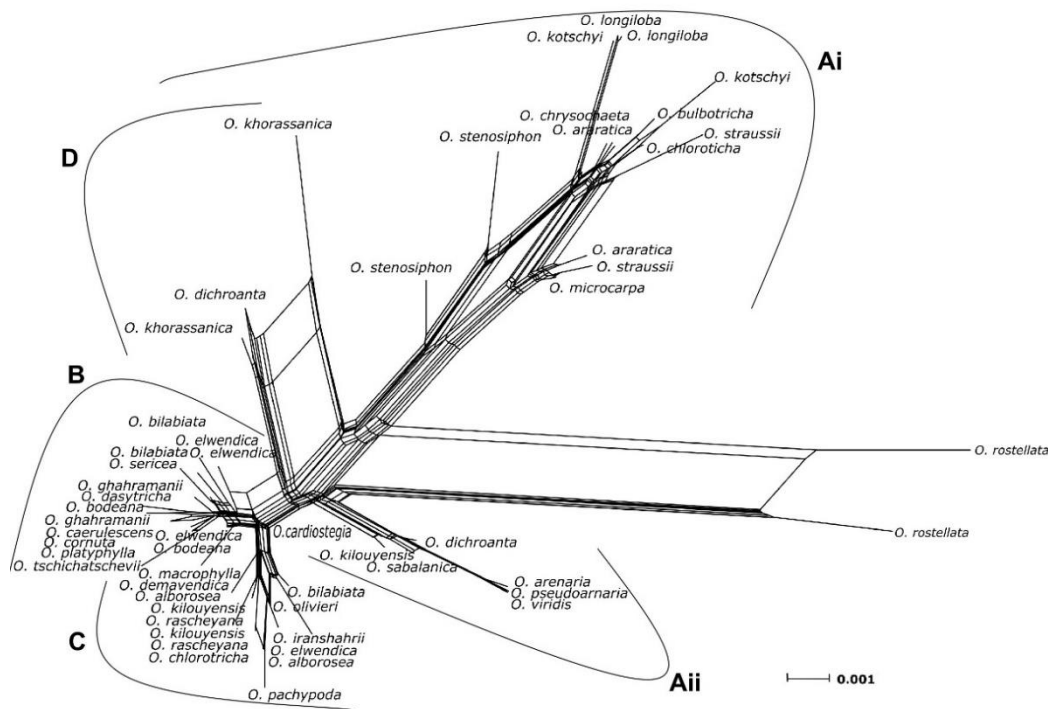 O. longiloba
O. kotschyi
O. longiloba
Ai
O. kotschyi
O. chrysochaeta
O. bulbotricha
O. khorassanica
O. araratica
O. straussii
O. stenosiphon
O. chloroticha
D
O. araratica
O. stenosiphon
O. straussii
O. microcarpa
O. dichroanta
O. khorassanica
B
O. bilabiata
O. elwendica
O. bilabiata
O. elwendica
O. rostellata
O. sericea
O. ghahramanii
O. dasytricha
O. bodeana
O. ghahramanii
O. caerulescens
O. elwendica
O.cardiostegia
O. rostellata
O. cornuta
O. bodeana
O. dichroanta
O. platyphylla
O. kilouyensis
O. tschichatschevii
O. sabalanica
O. macrophylla
O. demavendica
O. arenaria
O. alborosea
O. bilabiata
O. pseudoarnaria
O. kilouyensis
O. olivieri
O. viridis
O. rascheyana
C
O. kilouyensis
O. iranshahrii
O. rascheyana
O. elwendica
O. chlorotricha
O. alborosea
O. pachypoda
Aii
0.001